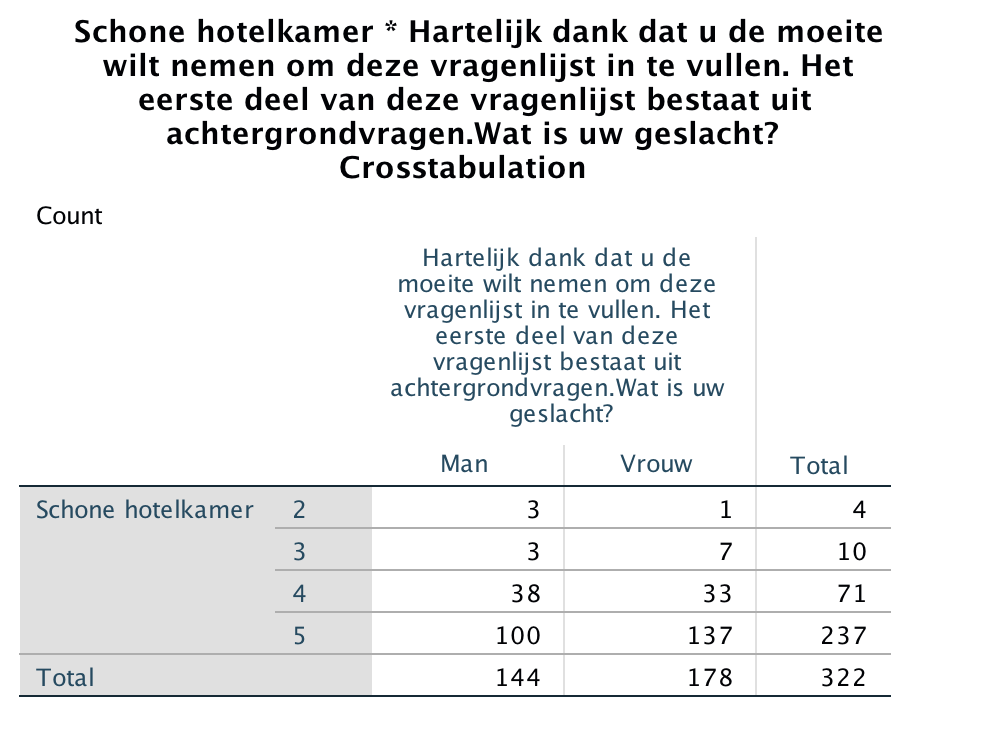 Schone hotelkamer * Hartelijk dank dat u de moeite
wilt nemen om deze vragenlijst in te vullen. Het
eerste deel van deze vragenlijst bestaat uit
achtergrondvragen.Wat is uw geslacht?
Crosstabulation
Count
Hartelijk dank dat u de
moeite wilt nemen om deze
vragenlijst in te vullen. Het
eerste deel van deze
vragenlijst bestaat uit
achtergrondvragen.Wat is uw
geslacht?
Man Vrouw Total
Schone hotelkamer 2 3 1 4
3 3 7 10
4 38 33 71
5 100 137 237
Total 144 178 322